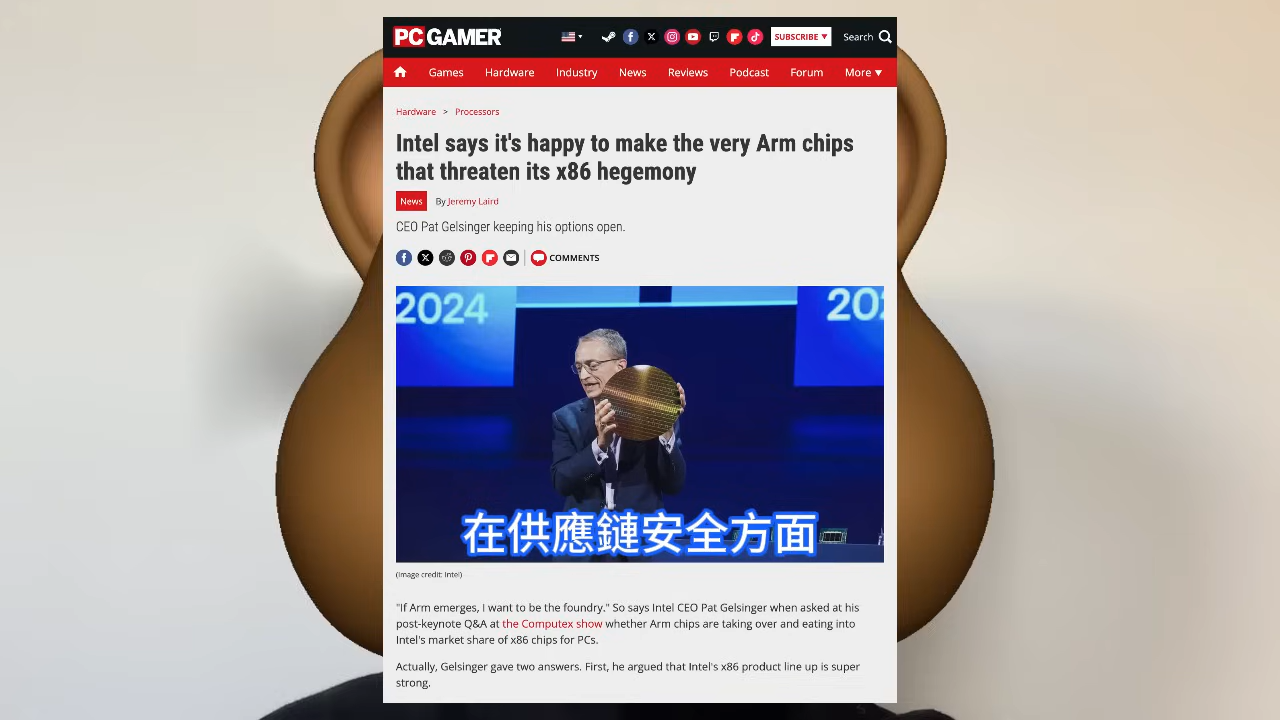 PC GAMER
SUBSCRIBE ▼
Search
Games
Hardware
Industry
News
Reviews
Podcast
Forum
More ▼
Hardware > Processors
Intel says it's happy to make the very Arm chips
that threaten its x86 hegemony
News
By Jeremy Laird
CEO Pat Gelsinger keeping his options open.
COMMENTS
2024
202
在供應鏈安全方面
(Image credit: Intel)
"If Arm emerges, I want to be the foundry." So says Intel CEO Pat Gelsinger when asked at his
post-keynote Q&A at the Computex show whether Arm chips are taking over and eating into
Intel's market share of x86 chips for PCs.
Actually, Gelsinger gave two answers. First, he argued that Intel's x86 product line up is super
strong.